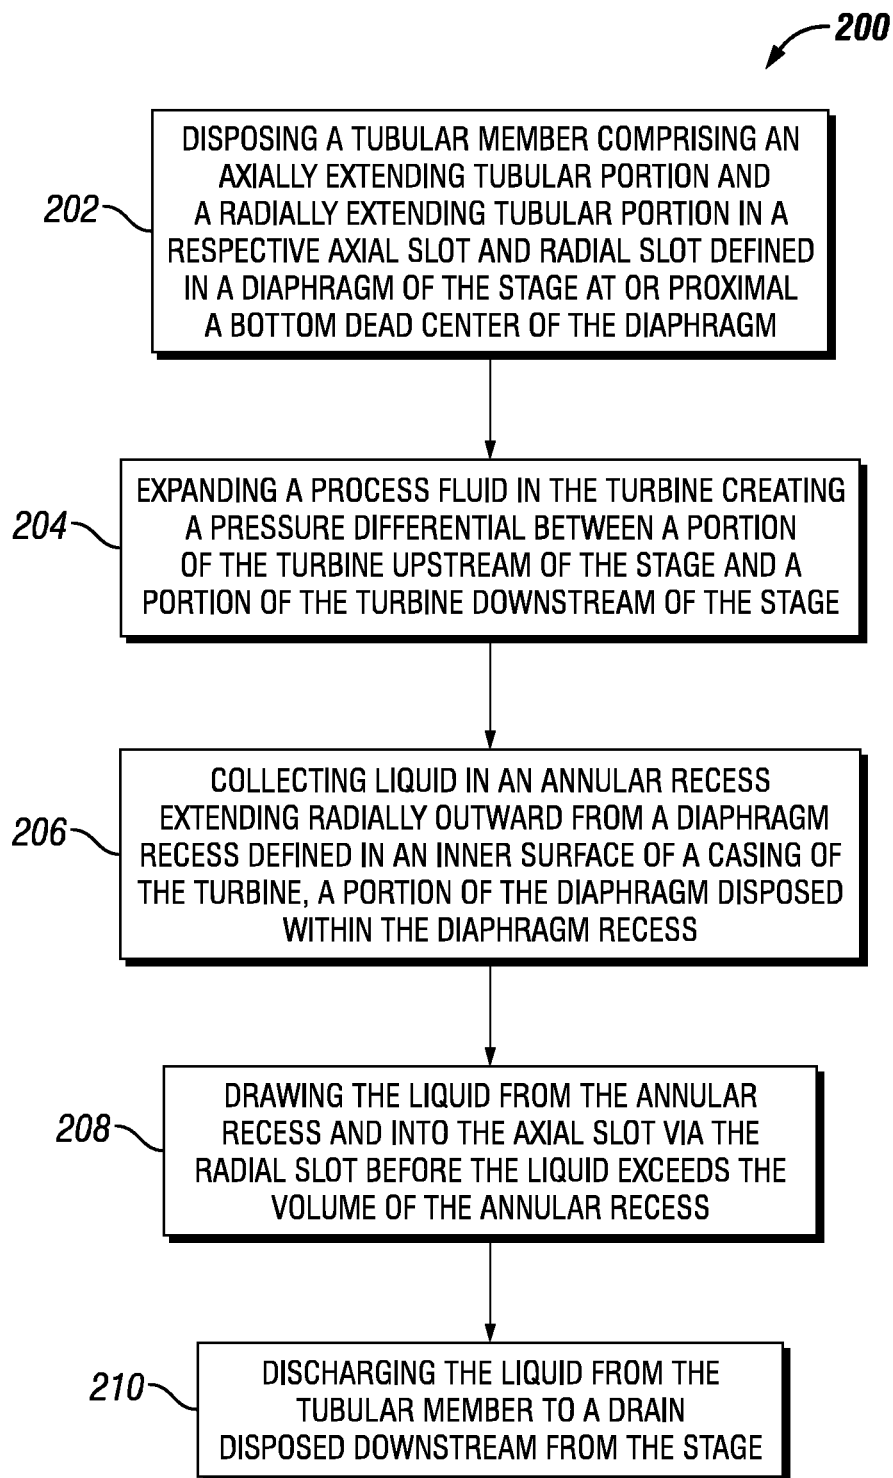 200
202
DISPOSING A TUBULAR MEMBER COMPRISING AN
AXIALLY EXTENDING TUBULAR PORTION AND
A RADIALLY EXTENDING TUBULAR PORTION IN A
RESPECTIVE AXIAL SLOT AND RADIAL SLOT DEFINED
IN A DIAPHRAGM OF THE STAGE AT OR PROXIMAL
A BOTTOM DEAD CENTER OF THE DIAPHRAGM
204
EXPANDING A PROCESS FLUID IN THE TURBINE CREATING
A PRESSURE DIFFERENTIAL BETWEEN A PORTION
OF THE TURBINE UPSTREAM OF THE STAGE AND A
PORTION OF THE TURBINE DOWNSTREAM OF THE STAGE
206
COLLECTING LIQUID IN AN ANNULAR RECESS
EXTENDING RADIALLY OUTWARD FROM A DIAPHRAGM
RECESS DEFINED IN AN INNER SURFACE OF A CASING OF
THE TURBINE, A PORTION OF THE DIAPHRAGM DISPOSED
WITHIN THE DIAPHRAGM RECESS
208
DRAWING THE LIQUID FROM THE ANNULAR
RECESS AND INTO THE AXIAL SLOT VIA THE
RADIAL SLOT BEFORE THE LIQUID EXCEEDS THE
VOLUME OF THE ANNULAR RECESS
210
DISCHARGING THE LIQUID FROM THE
TUBULAR MEMBER TO A DRAIN
DISPOSED DOWNSTREAM FROM THE STAGE